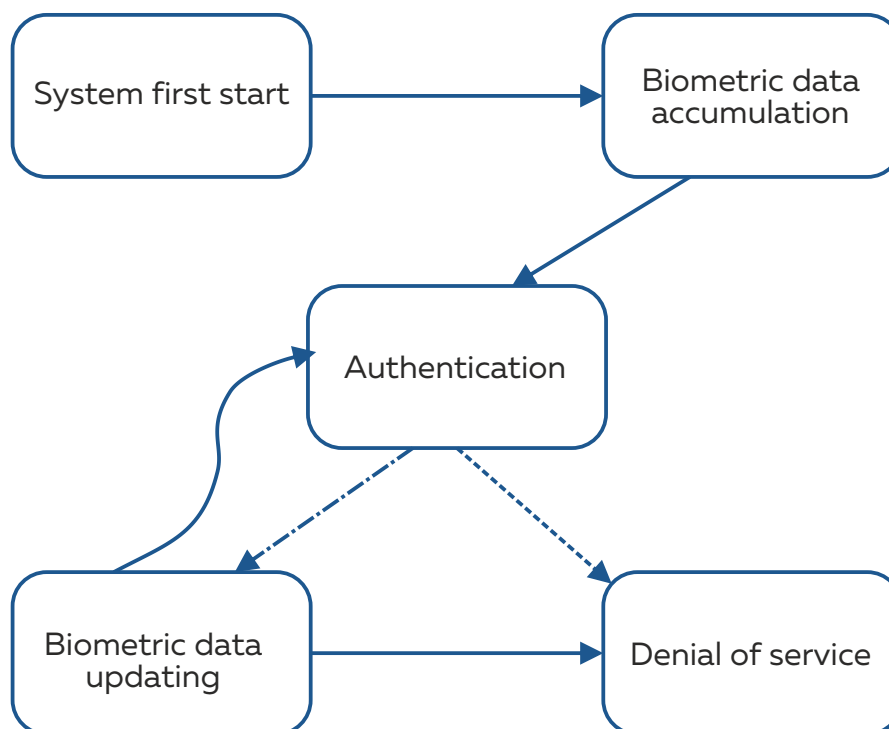 System first start
Biometric data
accumulation
Authentication
Biometric data
updating
Denial of service